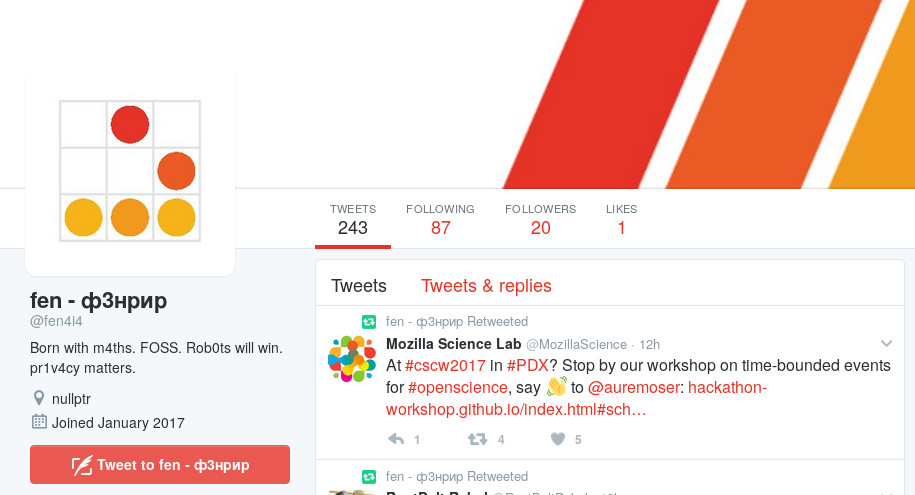 TWEETS FOLLOWING FOLLOWERS LIKES
243 87 20 1
fen - ф3нрир
@fen4i4
Born with m4ths. FOSS. Rob0ts will win.
pr1v4cy matters.
nullptr
Joined January 2017
Tweet to fen - ф3нрир
Tweets Tweets & replies
fen - ф3нрир Retweeted
Mozilla Science Lab @MozillaScience · 12h
At #cscw2017 in #PDX? Stop by our workshop on time-bounded events
for #openscience, say 👋 to @auremoser: hackathon-
workshop.github.io/index.html#sch…
1 4 5
fen - ф3нрир Retweeted